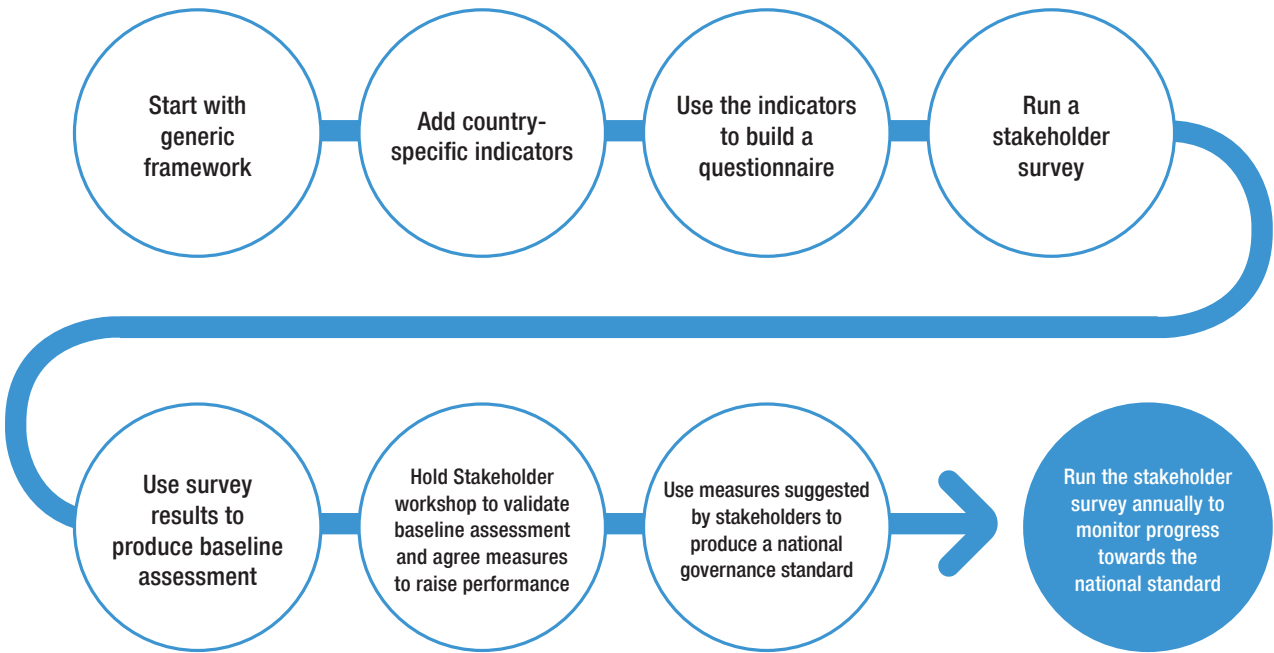 Start with
generic
framework
Add country-
specific indicators
Use the indicators
to build a
questionnaire
Run a
stakeholder
survey
Use survey
results to
produce baseline
assessment
Hold Stakeholder
workshop to validate
baseline assessment
and agree measures
to raise performance
Use measures suggested
by stakeholders to
produce a national
governance standard
Run the stakeholder
survey annually to
monitor progress
towards the
national standard